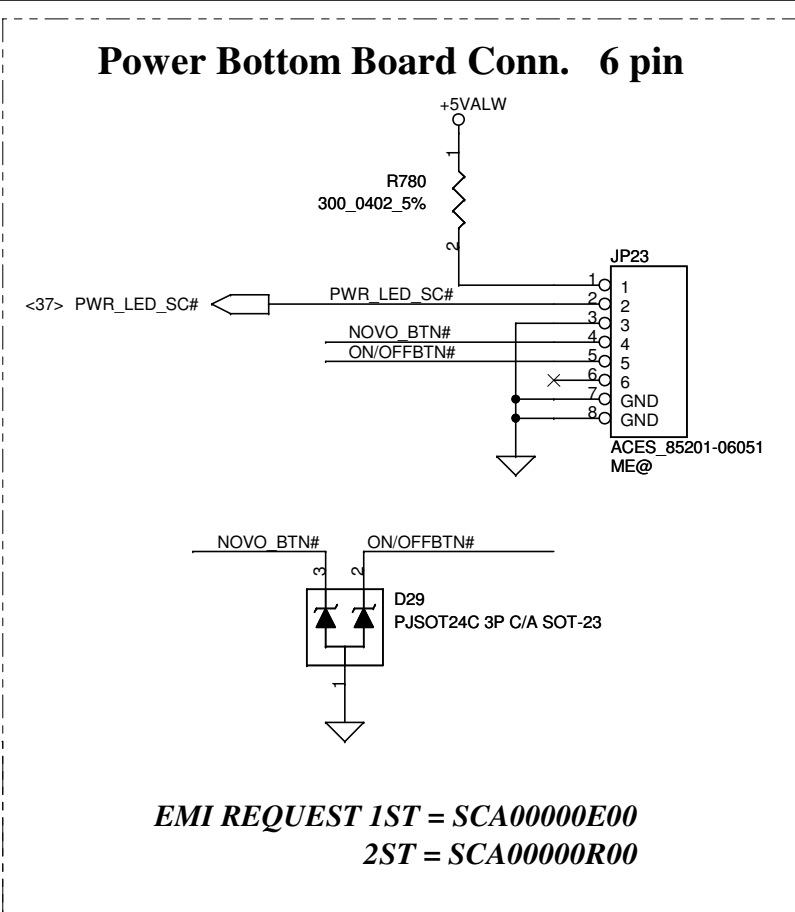 Power Bottom Board Conn. 6 pin
+5VALW
1
R780
300_0402_5%
2
JP23
<37> PWR_LED_SC#
PWR_LED_SC#
NOVO_BTN#
ON/OFFBTN#
1 1
2 2
3 3
4 4
5 5
6 6
7 GND
8 GND
ACES_85201-06051
ME@
NOVO_BTN# ON/OFFBTN#
3 2
D29
PJSOT24C 3P C/A SOT-23
1
EMI REQUEST 1ST = SCA00000E00
2ST = SCA00000R00